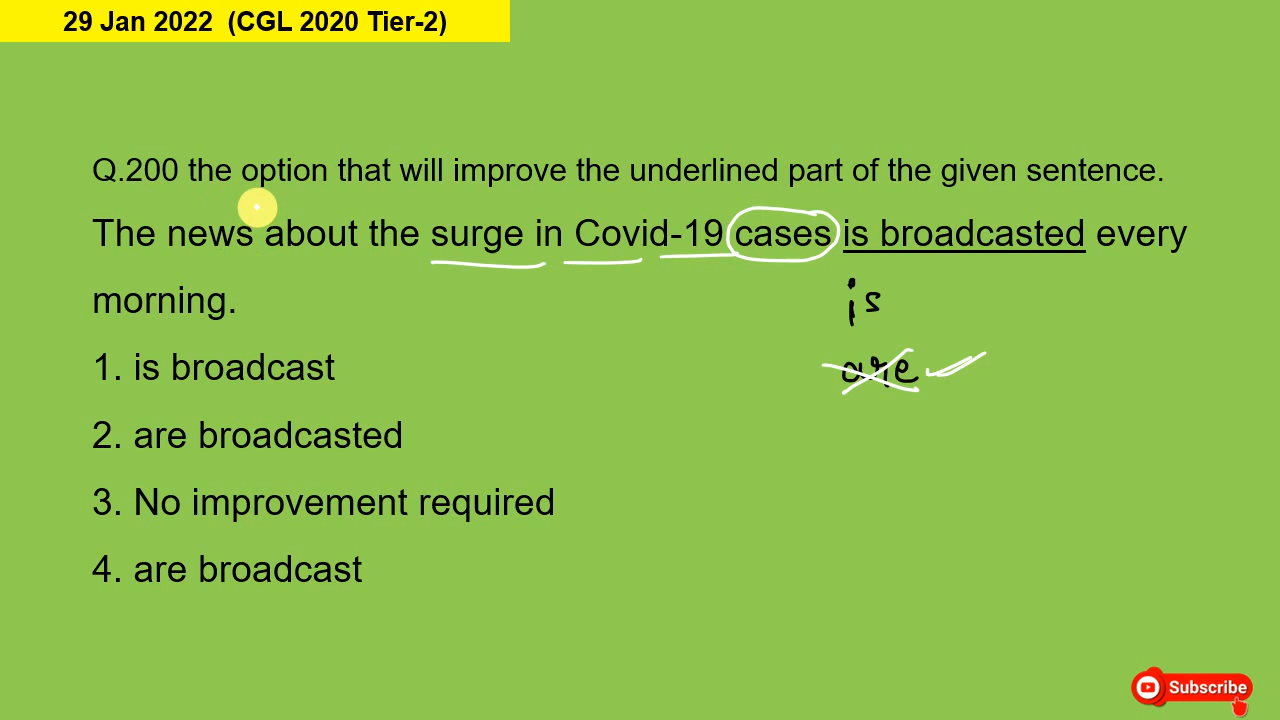 29 Jan 2022 (CGL 2020 Tier-2)
Q.200 the option that will improve the underlined part of the given sentence.
The news about the surge in Covid-19 cases is broadcasted every
morning.
is
1. is broadcast
are
2. are broadcasted
3. No improvement required
4. are broadcast
Subscribe